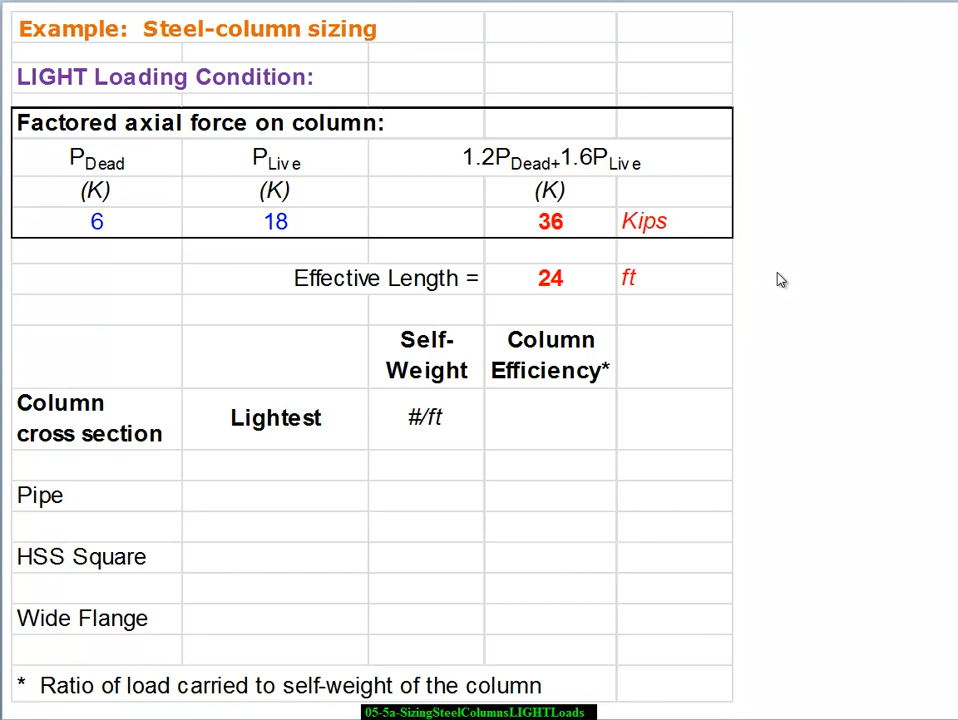 Example: Steel-column sizing
LIGHT Loading Condition:
Factored axial force on column:
PDead PLive 1.2PDead+1.6PLive
(K) (K) (K)
6 18 36 Kips
Effective Length = 24 ft
Self-Weight Column Efficiency*
Column cross section Lightest #/ft
Pipe
HSS Square
Wide Flange
* Ratio of load carried to self-weight of the column
05-5a-SizingSteelColumnsLIGHTLoads